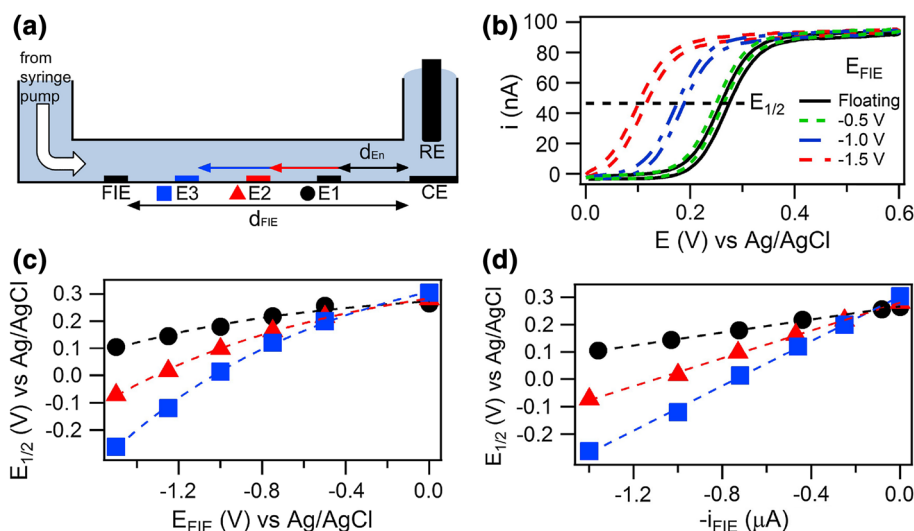 (a)
from
syringe
pump
RE
d_En
FIE E3 E2 E1 CE
d_FIE
(b)
100
80
60
40
20
0
i (nA)
E_1/2
E_FIE
Floating
-0.5 V
-1.0 V
-1.5 V
0.0 0.2 0.4 0.6
E (V) vs Ag/AgCl
(c)
E_1/2 (V) vs Ag/AgCl
0.3
0.2
0.1
0.0
-0.1
-0.2
-1.2 -0.8 -0.4 0.0
E_FIE (V) vs Ag/AgCl
(d)
E_1/2 (V) vs Ag/AgCl
0.3
0.2
0.1
0.0
-0.1
-0.2
-1.2 -0.8 -0.4 0.0
-i_FIE (μA)